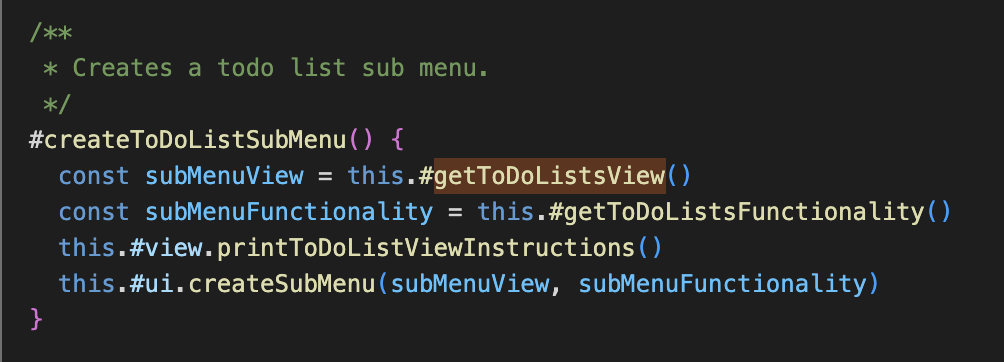 /**
 * Creates a todo list sub menu.
 */
#createToDoListSubMenu() {
  const subMenuView = this.#getToDoListsView()
  const subMenuFunctionality = this.#getToDoListsFunctionality()
  this.#view.printToDoListViewInstructions()
  this.#ui.createSubMenu(subMenuView, subMenuFunctionality)
}